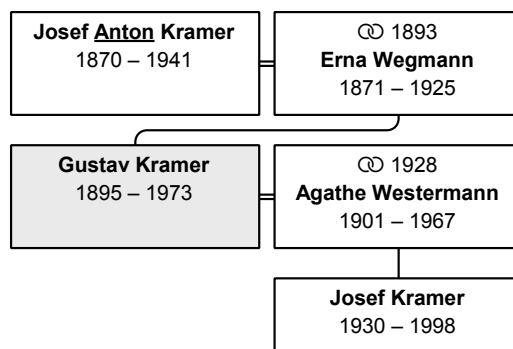 Josef Anton Kramer
1870 – 1941
⚭ 1893
Erna Wegmann
1871 – 1925
Gustav Kramer
1895 – 1973
⚭ 1928
Agathe Westermann
1901 – 1967
Josef Kramer
1930 – 1998